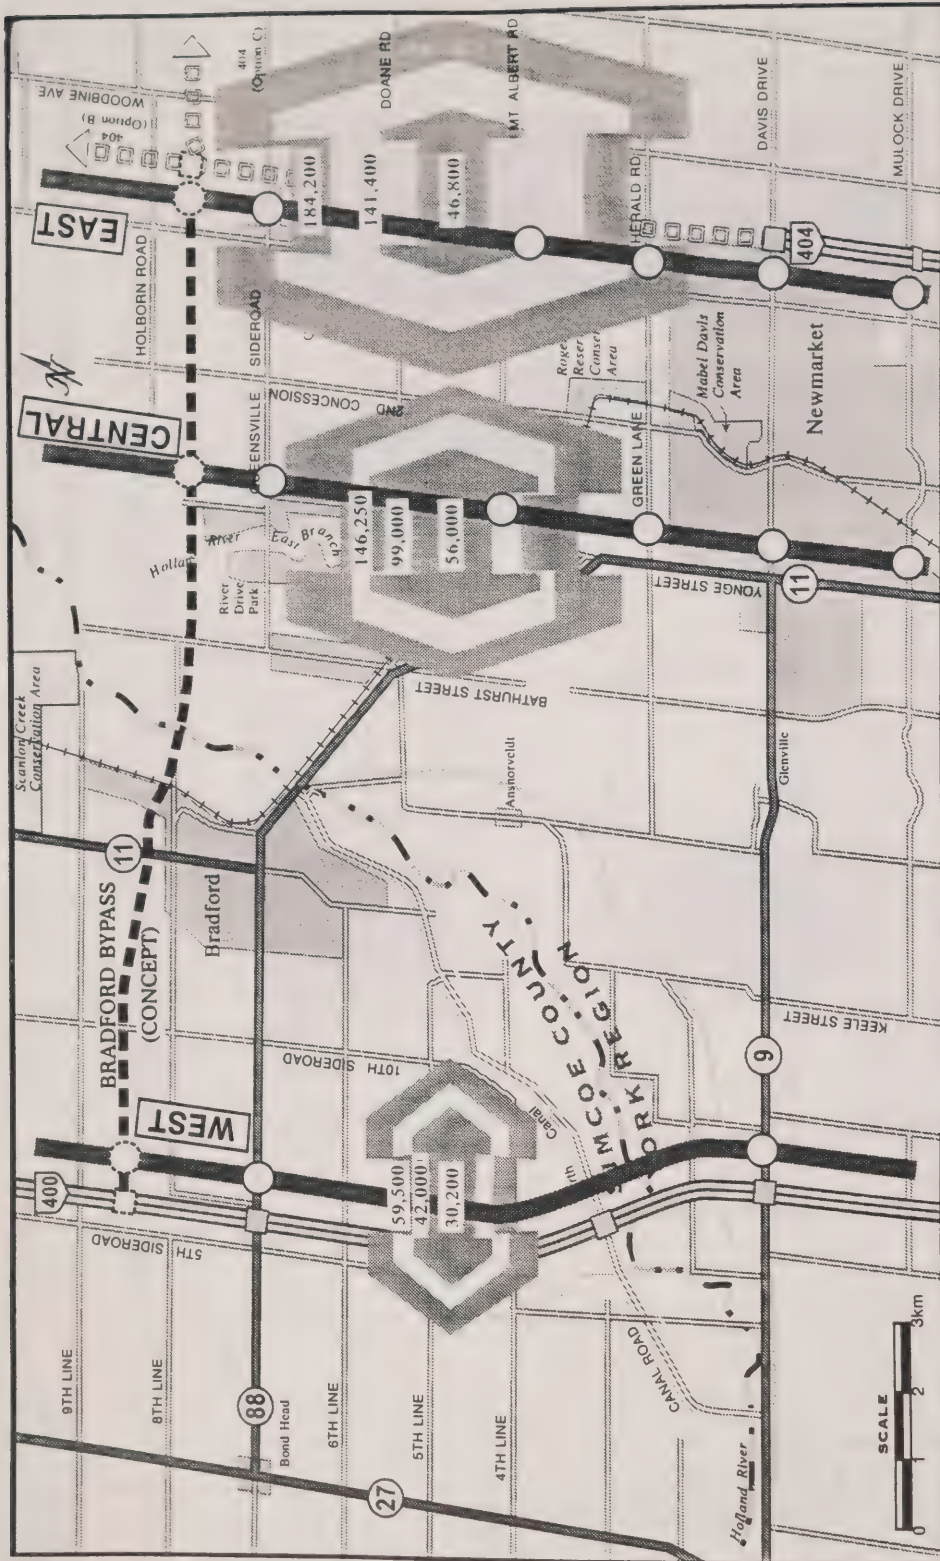 WOODBINE AVE
404
(Option B)
404
(Option C)
EAST
HOLBORN ROAD
SIDEROAD
DOANE RD
MT ALBERT RD
HERALD RD
DAVIS DRIVE
MULOCK DRIVE
184,200
141,400
46,800
404
N
CENTRAL
2ND
CONCESSION
Conse
Area
Mabel Davis
Conservation
Area
Newmarket
GREEN LANE
146,250
99,000
56,000
River
East Branch
River
Drive
Park
YONGE STREET
11
BATHURST STREET
Scanlon Creek
Conservation Area
11
BRADFORD BYPASS
(CONCEPT)
Bradford
Ansnorveldt
Glenville
SIMCOE COUNTY
YORK REGION
KEELE STREET
10TH SIDEROAD
Canal
9
WEST
400
5TH
SIDEROAD
59,500
42,000
30,200
9TH LINE
8TH LINE
88
Bond Head
6TH LINE
5TH LINE
4TH LINE
CANAL ROAD
27
Holland River
SCALE
0 1 2 3km